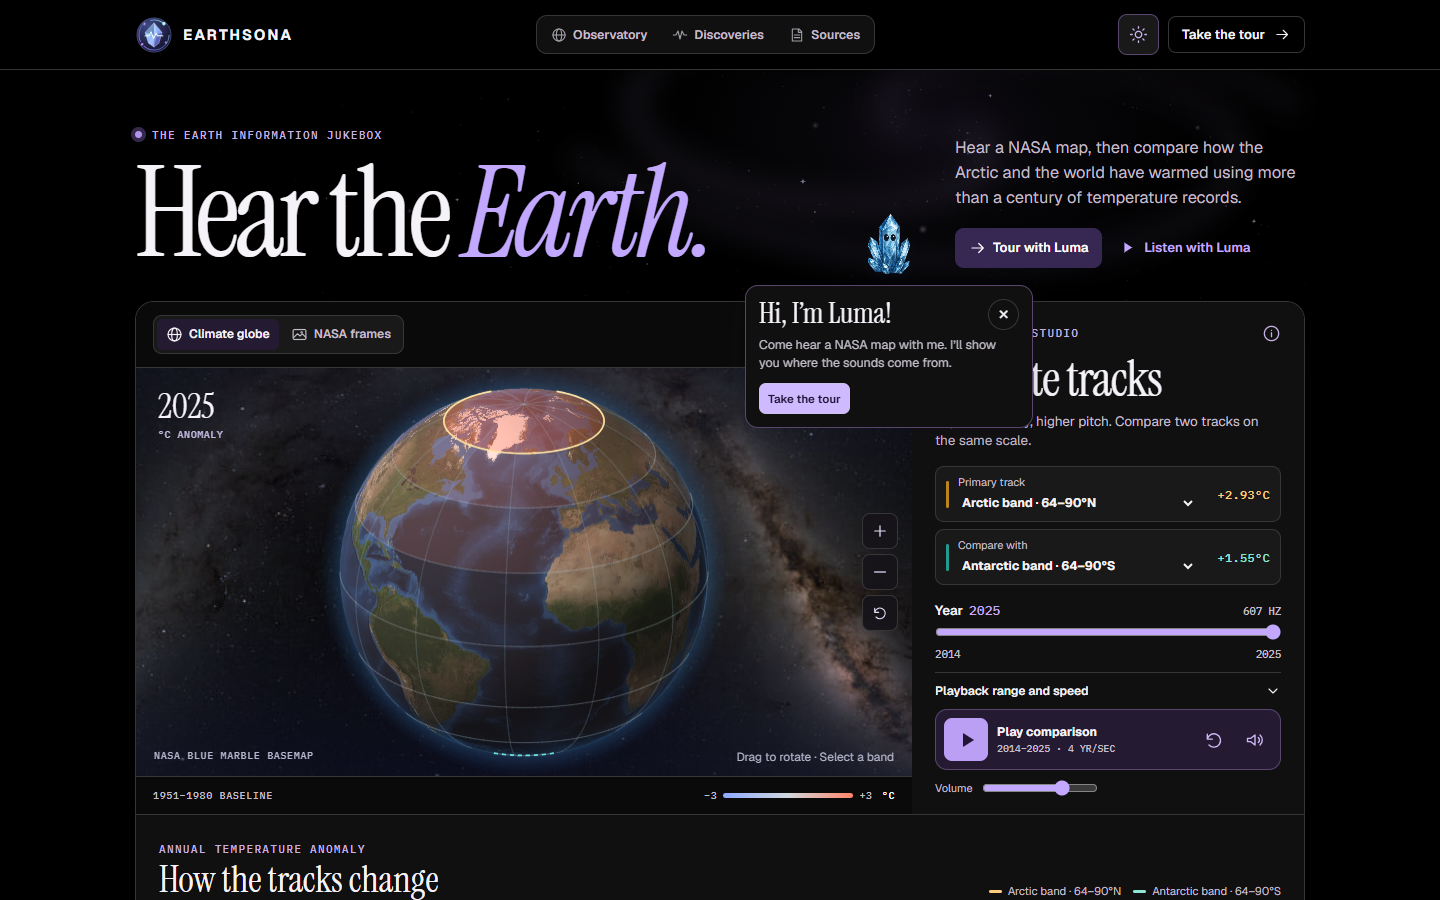 EARTHSONA
Observatory
Discoveries
Sources
Take the tour
THE EARTH INFORMATION JUKEBOX
Hear the Earth.
Hear a NASA map, then compare how the
Arctic and the world have warmed using more
than a century of temperature records.
Tour with Luma
Listen with Luma
Hi, I'm Luma!
Come hear a NASA map with me. I'll show
you where the sounds come from.
Take the tour
Climate globe
NASA frames
2025
°C ANOMALY
NASA BLUE MARBLE BASEMAP
Drag to rotate · Select a band
1951–1980 BASELINE
−3
+3 °C
STUDIO
tracks
higher pitch. Compare two tracks on
the same scale.
Primary track
Arctic band · 64–90°N
+2.93°C
Compare with
Antarctic band · 64–90°S
+1.55°C
Year 2025
607 HZ
2014
2025
Playback range and speed
Play comparison
2014–2025 · 4 YR/SEC
Volume
ANNUAL TEMPERATURE ANOMALY
How the tracks change
Arctic band · 64–90°N
Antarctic band · 64–90°S